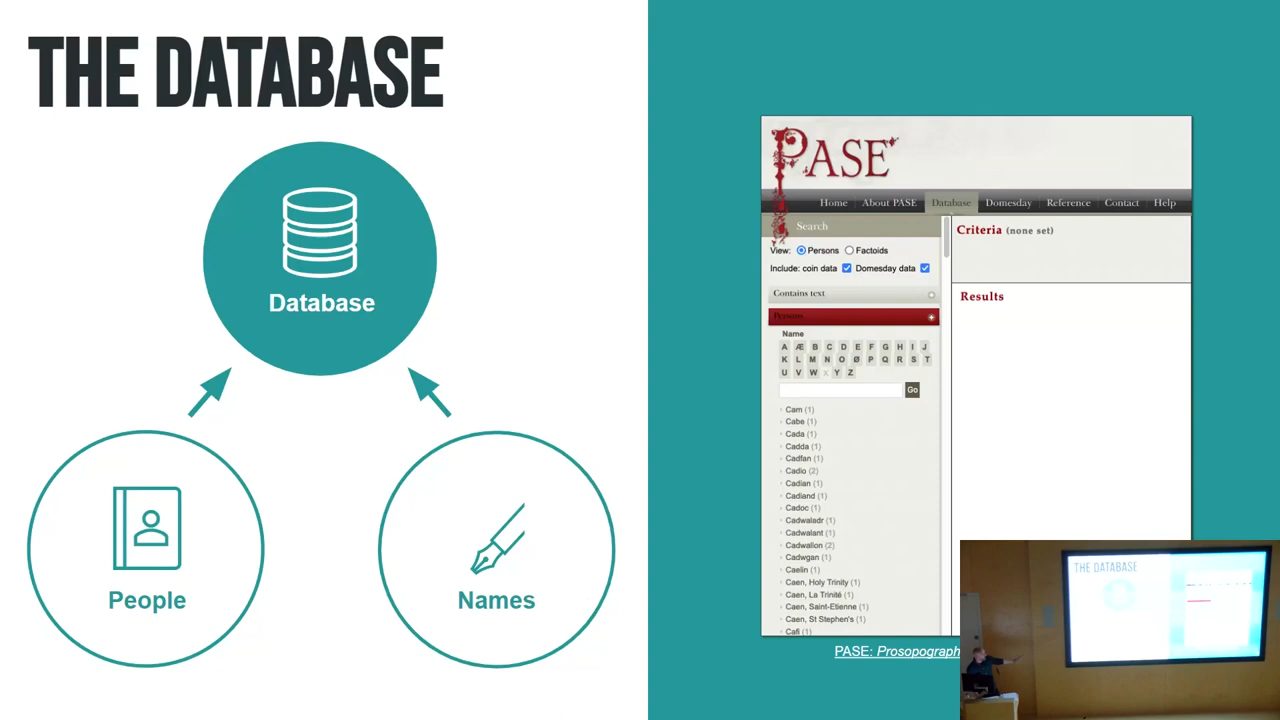 THE DATABASE
Database
People
Names
PASE
Home
About PASE
Database
Domesday
Reference
Contact
Help
Search
View: Persons Factoids
Include: coin data Domesday data
Contains text
Persons
Name
A Æ B C D E F G H I J
K L M N O Ø P Q R S T
U V W X Y Z
Go
Cabe (1)
Cada (1)
Cadda (1)
Cadfan (1)
Cadio (2)
Cadian (1)
Cadiand (1)
Cadoc (1)
Cadwaladr (1)
Cadwalant (1)
Cadwallon (2)
Cadwgan (1)
Caelin (1)
Caen, Holy Trinity (1)
Caen, La Trinité (1)
Caen, Saint-Etienne (1)
Caen, St Stephen's (1)
Cafi (1)
Criteria (none set)
Results
PASE: Prosopograph
THE DATABASE